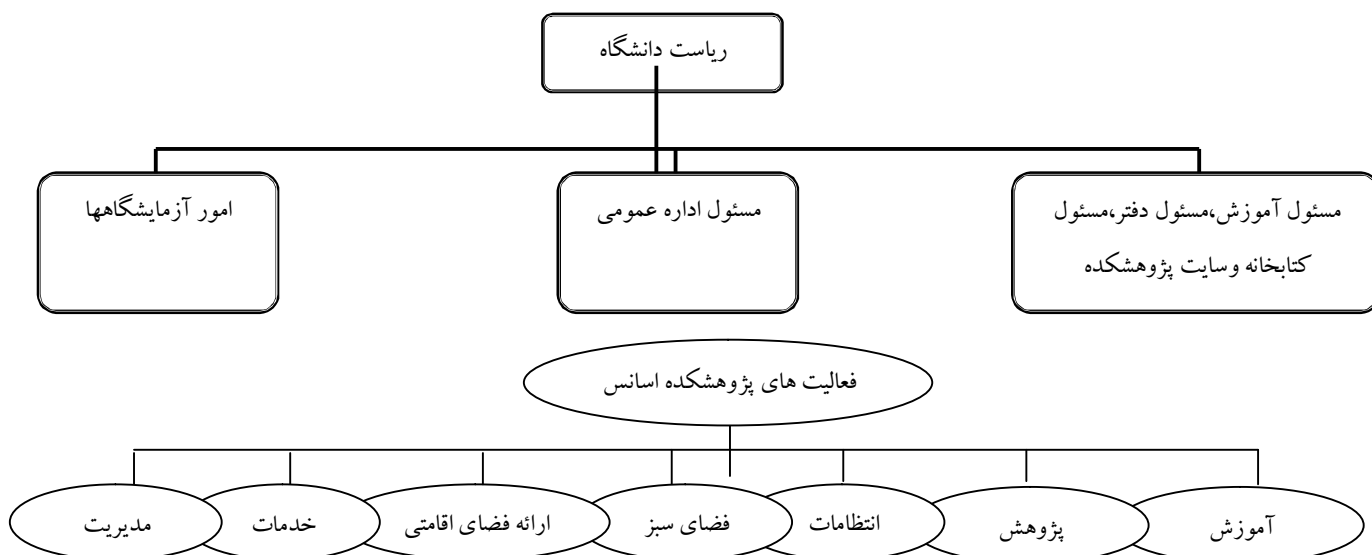 ریاست دانشگاه
مسئول آموزش،مسئول دفتر،مسئول
کتابخانه وسایت پژوهشکده
مسئول اداره عمومی
امور آزمایشگاهها
فعالیت های پژوهشکده اسانس
آموزش
پژوهش
انتظامات
فضای سبز
ارائه فضای اقامتی
خدمات
مدیریت